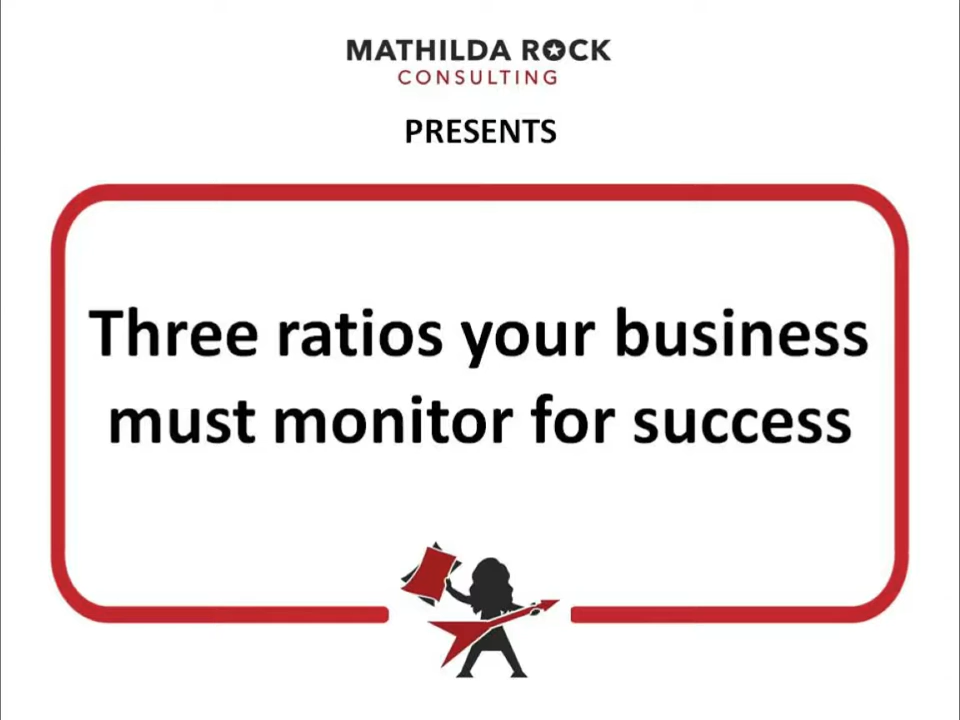 MATHILDA ROCK
CONSULTING
PRESENTS
Three ratios your business
must monitor for success